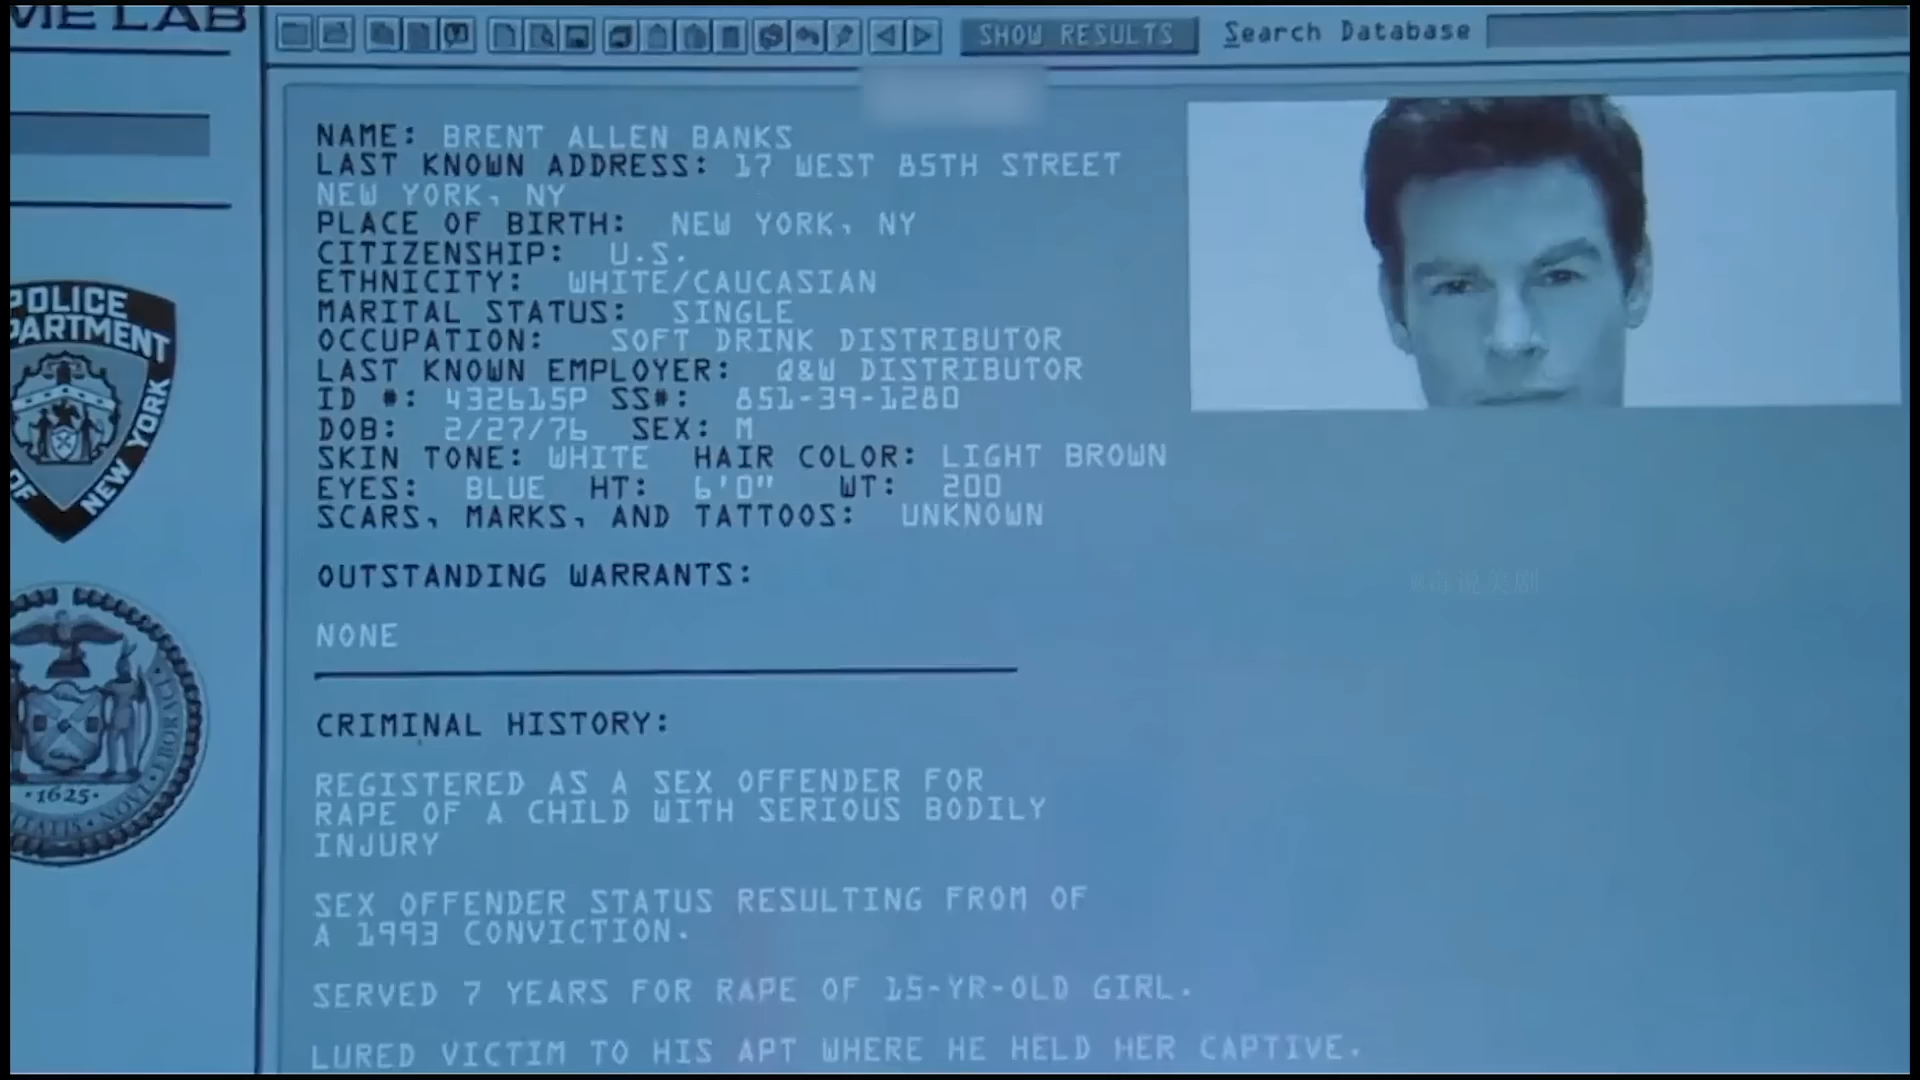 ME LAB
SHOW RESULTS
Search Database
NAME: BRENT ALLEN BANKS
LAST KNOWN ADDRESS: 17 WEST 85TH STREET
NEW YORK, NY
PLACE OF BIRTH: NEW YORK, NY
CITIZENSHIP: U.S.
ETHNICITY: WHITE/CAUCASIAN
MARITAL STATUS: SINGLE
OCCUPATION: SOFT DRINK DISTRIBUTOR
LAST KNOWN EMPLOYER: Q&W DISTRIBUTOR
ID #: 432615P SS#: 851-39-1280
DOB: 2/27/76 SEX: M
SKIN TONE: WHITE HAIR COLOR: LIGHT BROWN
EYES: BLUE HT: 6'0" WT: 200
SCARS, MARKS, AND TATTOOS: UNKNOWN
OUTSTANDING WARRANTS:
NONE
CRIMINAL HISTORY:
REGISTERED AS A SEX OFFENDER FOR
RAPE OF A CHILD WITH SERIOUS BODILY
INJURY
SEX OFFENDER STATUS RESULTING FROM OF
A 1993 CONVICTION.
SERVED 7 YEARS FOR RAPE OF 15-YR-OLD GIRL.
LURED VICTIM TO HIS APT WHERE HE HELD HER CAPTIVE.
POLICE
PARTMENT
OF
NEW YORK
·1625·
@毒说美剧